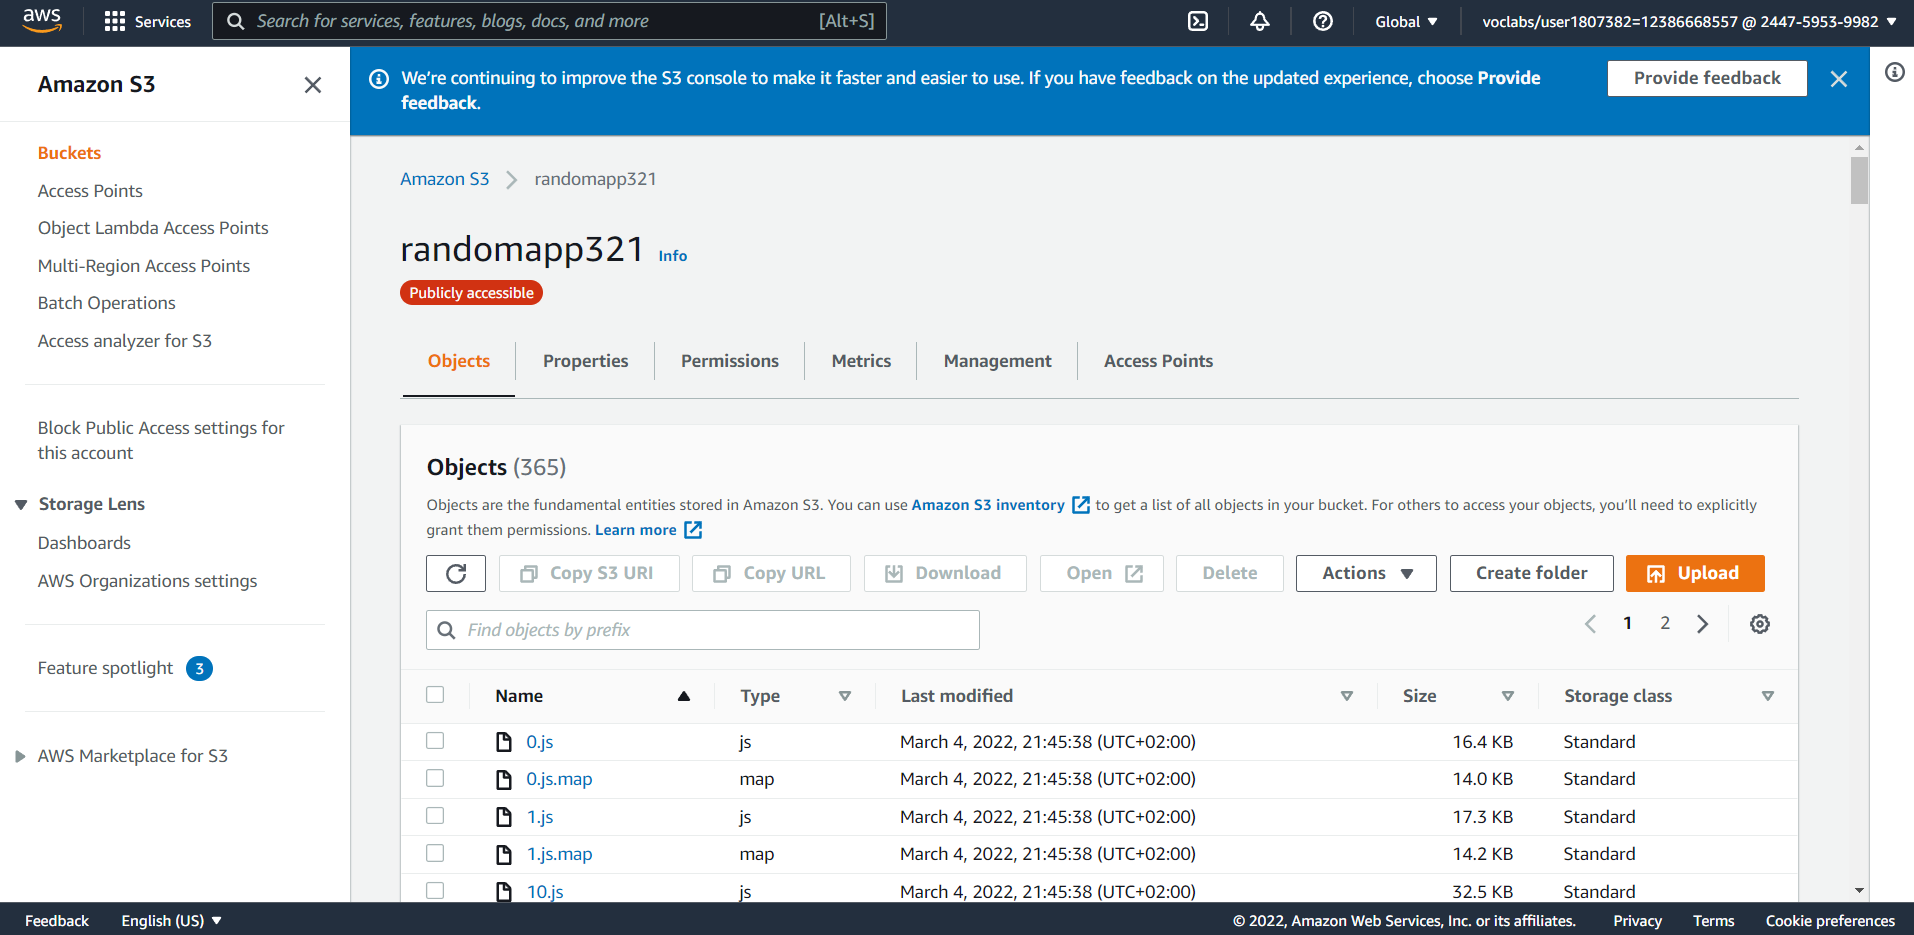 aws Services Search for services, features, blogs, docs, and more [Alt+S] Global voclabs/user1807382=12386668557 @ 2447-5953-9982
Amazon S3
Buckets
Access Points
Object Lambda Access Points
Multi-Region Access Points
Batch Operations
Access analyzer for S3
Block Public Access settings for
this account
Storage Lens
Dashboards
AWS Organizations settings
Feature spotlight 3
AWS Marketplace for S3
We're continuing to improve the S3 console to make it faster and easier to use. If you have feedback on the updated experience, choose Provide
feedback.
Provide feedback
Amazon S3 randomapp321
randomapp321 Info
Publicly accessible
Objects Properties Permissions Metrics Management Access Points
Objects (365)
Objects are the fundamental entities stored in Amazon S3. You can use Amazon S3 inventory to get a list of all objects in your bucket. For others to access your objects, you'll need to explicitly
grant them permissions. Learn more
Copy S3 URI Copy URL Download Open Delete Actions Create folder Upload
Find objects by prefix 1 2
Name Type Last modified Size Storage class
0.js js March 4, 2022, 21:45:38 (UTC+02:00) 16.4 KB Standard
0.js.map map March 4, 2022, 21:45:38 (UTC+02:00) 14.0 KB Standard
1.js js March 4, 2022, 21:45:38 (UTC+02:00) 17.3 KB Standard
1.js.map map March 4, 2022, 21:45:38 (UTC+02:00) 14.2 KB Standard
10.js js March 4, 2022, 21:45:38 (UTC+02:00) 32.5 KB Standard
Feedback English (US) © 2022, Amazon Web Services, Inc. or its affiliates. Privacy Terms Cookie preferences